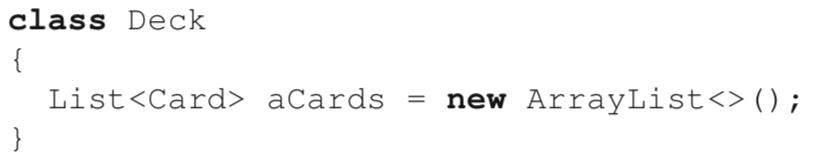 class Deck
{
  List<Card> aCards = new ArrayList<>();
}